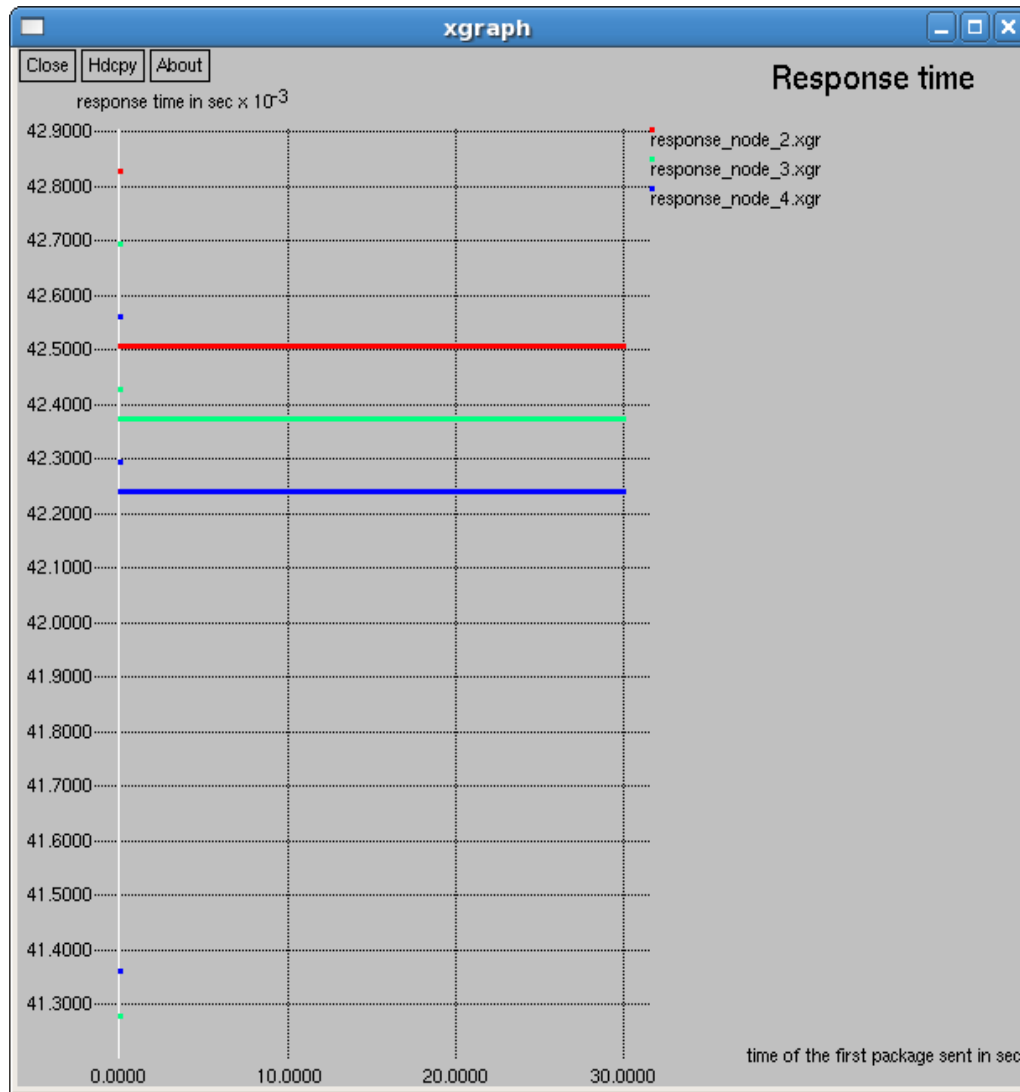 xgraph
Close Hdcpy About
Response time
response time in sec x 10-3
42.9000
42.8000
42.7000
42.6000
42.5000
42.4000
42.3000
42.2000
42.1000
42.0000
41.9000
41.8000
41.7000
41.6000
41.5000
41.4000
41.3000
response_node_2.xgr
response_node_3.xgr
response_node_4.xgr
time of the first package sent in sec
0.0000 10.0000 20.0000 30.0000